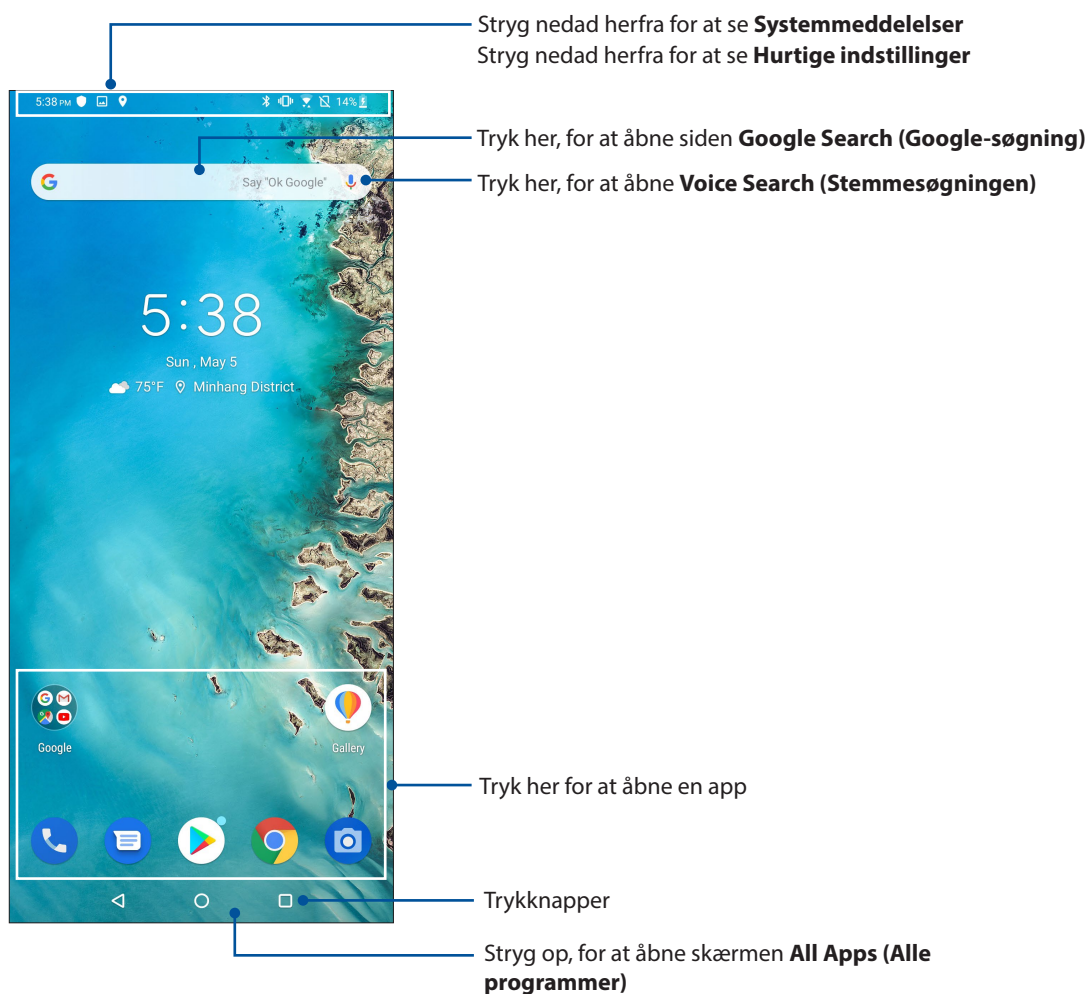 Stryg nedad herfra for at se Systemmeddelelser
Stryg nedad herfra for at se Hurtige indstillinger
5:38 PM 14%
Tryk her, for at åbne siden Google Search (Google-søgning)
Say "Ok Google"
Tryk her, for at åbne Voice Search (Stemmesøgningen)
5:38
Sun , May 5
75°F Minhang District
Google Gallery
Tryk her for at åbne en app
Trykknapper
Stryg op, for at åbne skærmen All Apps (Alle
programmer)